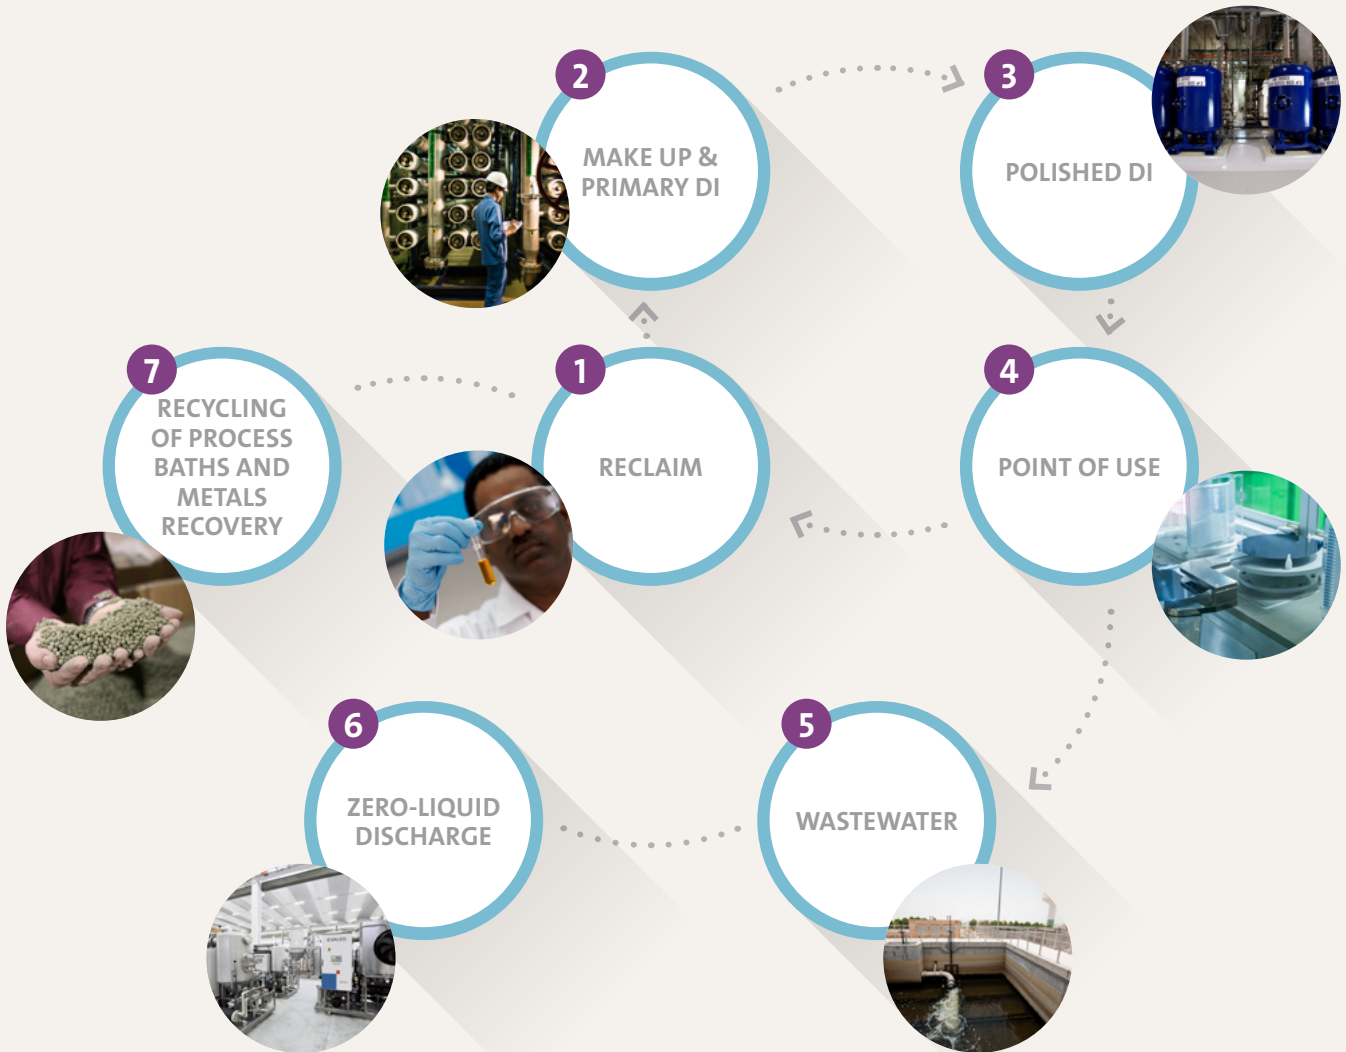 2
MAKE UP &
PRIMARY DI
3
POLISHED DI
7
RECYCLING
OF PROCESS
BATHS AND
METALS
RECOVERY
1
RECLAIM
4
POINT OF USE
6
ZERO-LIQUID
DISCHARGE
5
WASTEWATER